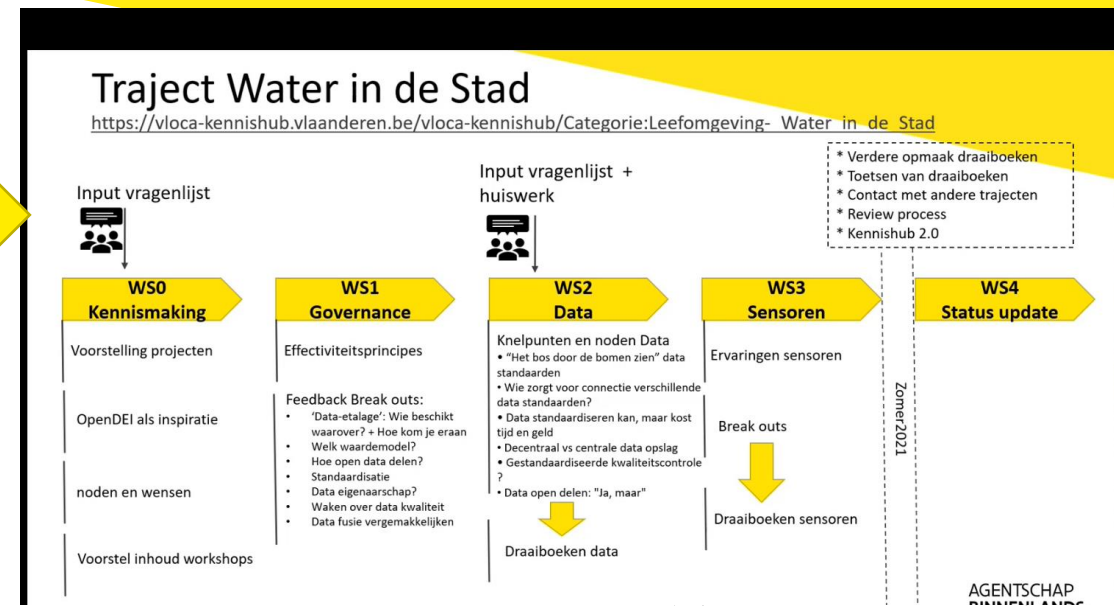 Traject Water in de Stad
https://vloca-kennishub.vlaanderen.be/vloca-kennishub/Categorie:Leefomgeving-_Water_in_de_Stad
Input vragenlijst
Input vragenlijst +
huiswerk
* Verdere opmaak draaiboeken
* Toetsen van draaiboeken
* Contact met andere trajecten
* Review process
* Kennishub 2.0
WS0
Kennismaking
Voorstelling projecten
OpenDEI als inspiratie
noden en wensen
Voorstel inhoud workshops
WS1
Governance
Effectiviteitsprincipes
Feedback Break outs:
• ‘Data-etalage’: Wie beschikt
waarover? + Hoe kom je eraan
• Welk waardemodel?
• Hoe open data delen?
• Standaardisatie
• Data eigenaarschap?
• Waken over data kwaliteit
• Data fusie vergemakkelijken
WS2
Data
Knelpunten en noden Data
• “Het bos door de bomen zien” data
standaarden
• Wie zorgt voor connectie verschillende
data standaarden?
• Data standaardiseren kan, maar kost
tijd en geld
• Decentraal vs centrale data opslag
• Gestandaardiseerde kwaliteitscontrole
?
• Data open delen: "Ja, maar"
Draaiboeken data
WS3
Sensoren
Ervaringen sensoren
Break outs
Draaiboeken sensoren
Zomer2021
WS4
Status update
AGENTSCHAP
BINNENLANDS